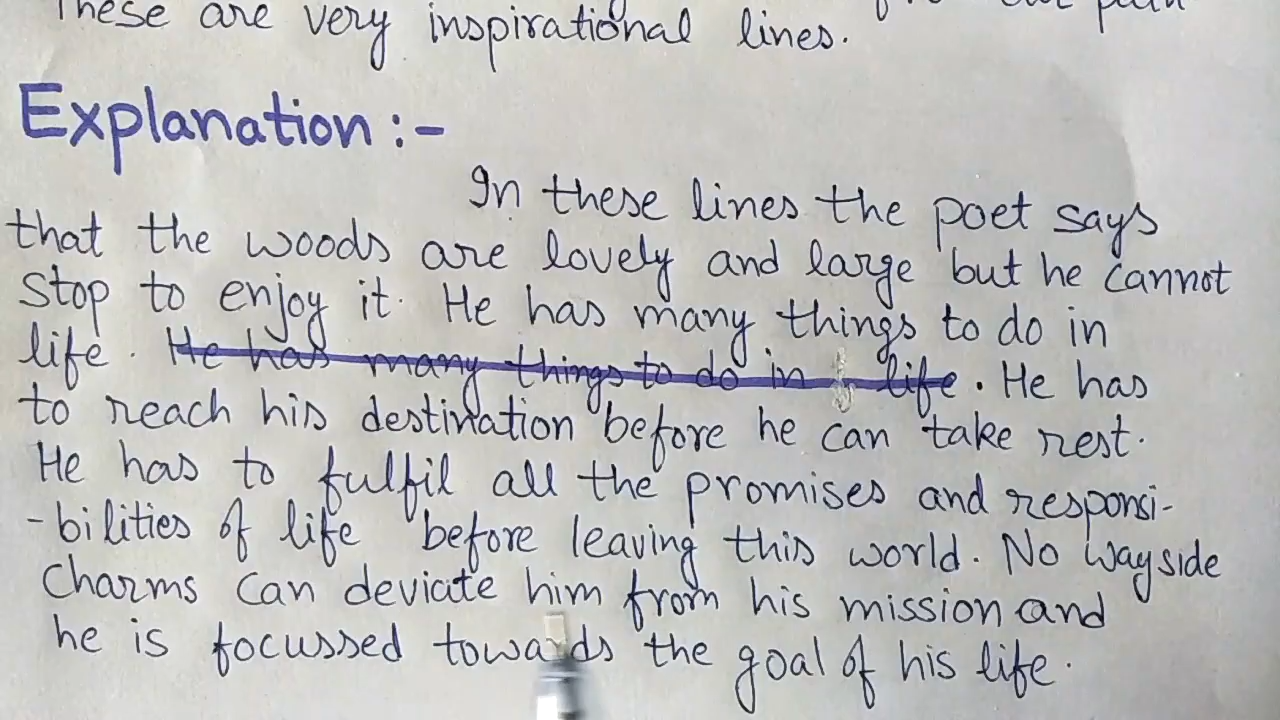 These are very inspirational lines.
Explanation :-
In these lines the poet says
that the woods are lovely and large but he cannot
stop to enjoy it. He has many things to do in
life. He has many things to do in life. He has
to reach his destination before he can take rest.
He has to fulfil all the promises and responsi-
-bilities of life before leaving this world. No wayside
charms can deviate him from his mission and
he is focussed towards the goal of his life.